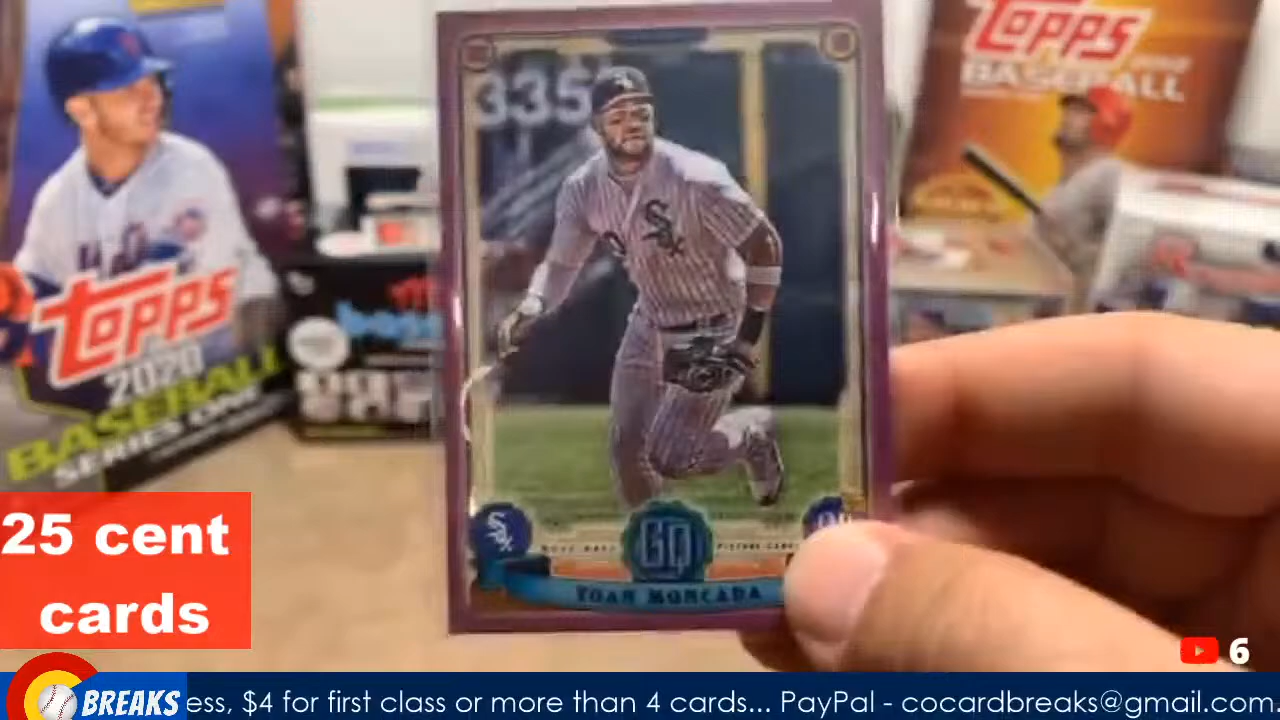 335
Topps
BASEBALL
Sox
Topps
2020
BASEBALL
SERIES ONE
Sox
GQ
YOAN MONCADA
25 cent
cards
6
BREAKS
ess, $4 for first class or more than 4 cards... PayPal - cocardbreaks@gmail.com.